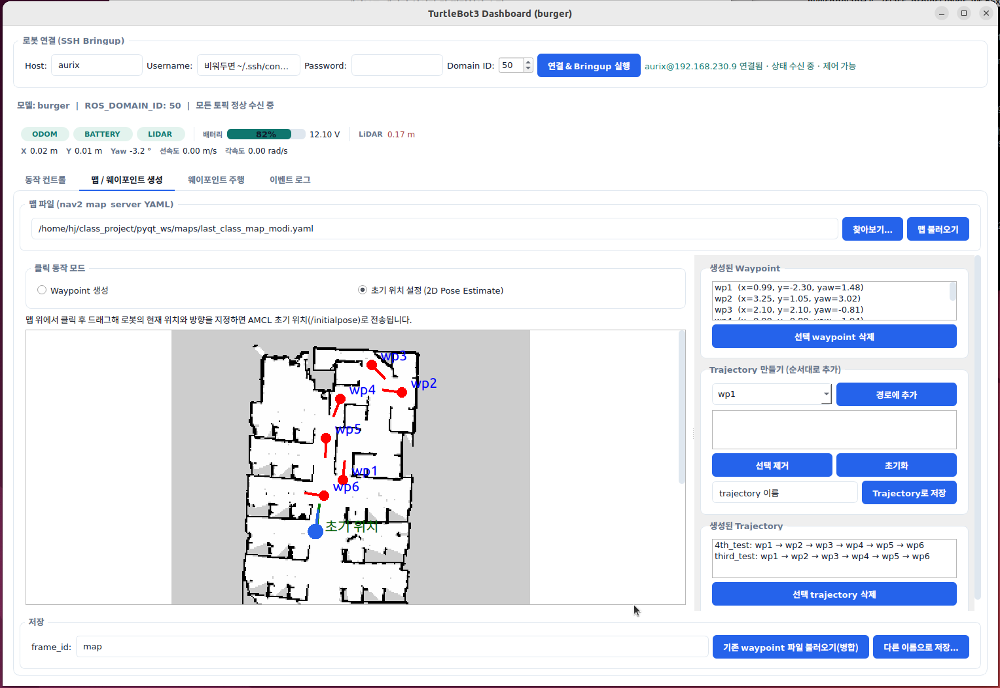 TurtleBot3 Dashboard (burger)
로봇 연결 (SSH Bringup)
Host: aurix Username: 비워두면 ~/.ssh/con... Password: Domain ID: 50 연결 & Bringup 실행 aurix@192.168.230.9 연결됨 · 상태 수신 중 · 제어 가능
모델: burger | ROS_DOMAIN_ID: 50 | 모든 토픽 정상 수신 중
ODOM BATTERY LIDAR 배터리 82% 12.10 V LiDAR 0.17 m
X 0.02 m Y 0.01 m Yaw -3.2 ° 선속도 0.00 m/s 각속도 0.00 rad/s
동작 컨트롤 맵 / 웨이포인트 생성 웨이포인트 주행 이벤트 로그
맵 파일 (nav2 map_server YAML)
/home/hj/class_project/pyqt_ws/maps/last_class_map_modi.yaml 찾아보기... 맵 불러오기
클릭 동작 모드
Waypoint 생성 초기 위치 설정 (2D Pose Estimate)
맵 위에서 클릭 후 드래그해 로봇의 현재 위치와 방향을 지정하면 AMCL 초기 위치(/initialpose)로 전송됩니다.
wp3
wp2
wp4
wp5
wp1
wp6
초기 위치
생성된 Waypoint
wp1 (x=0.99, y=-2.30, yaw=1.48)
wp2 (x=3.25, y=1.05, yaw=3.02)
wp3 (x=2.10, y=2.10, yaw=-0.81)
선택 waypoint 삭제
Trajectory 만들기 (순서대로 추가)
wp1 경로에 추가
선택 제거 초기화
trajectory 이름 Trajectory로 저장
생성된 Trajectory
4th_test: wp1 → wp2 → wp3 → wp4 → wp5 → wp6
third_test: wp1 → wp2 → wp3 → wp4 → wp5 → wp6
선택 trajectory 삭제
저장
frame_id: map 기존 waypoint 파일 불러오기(병합) 다른 이름으로 저장...